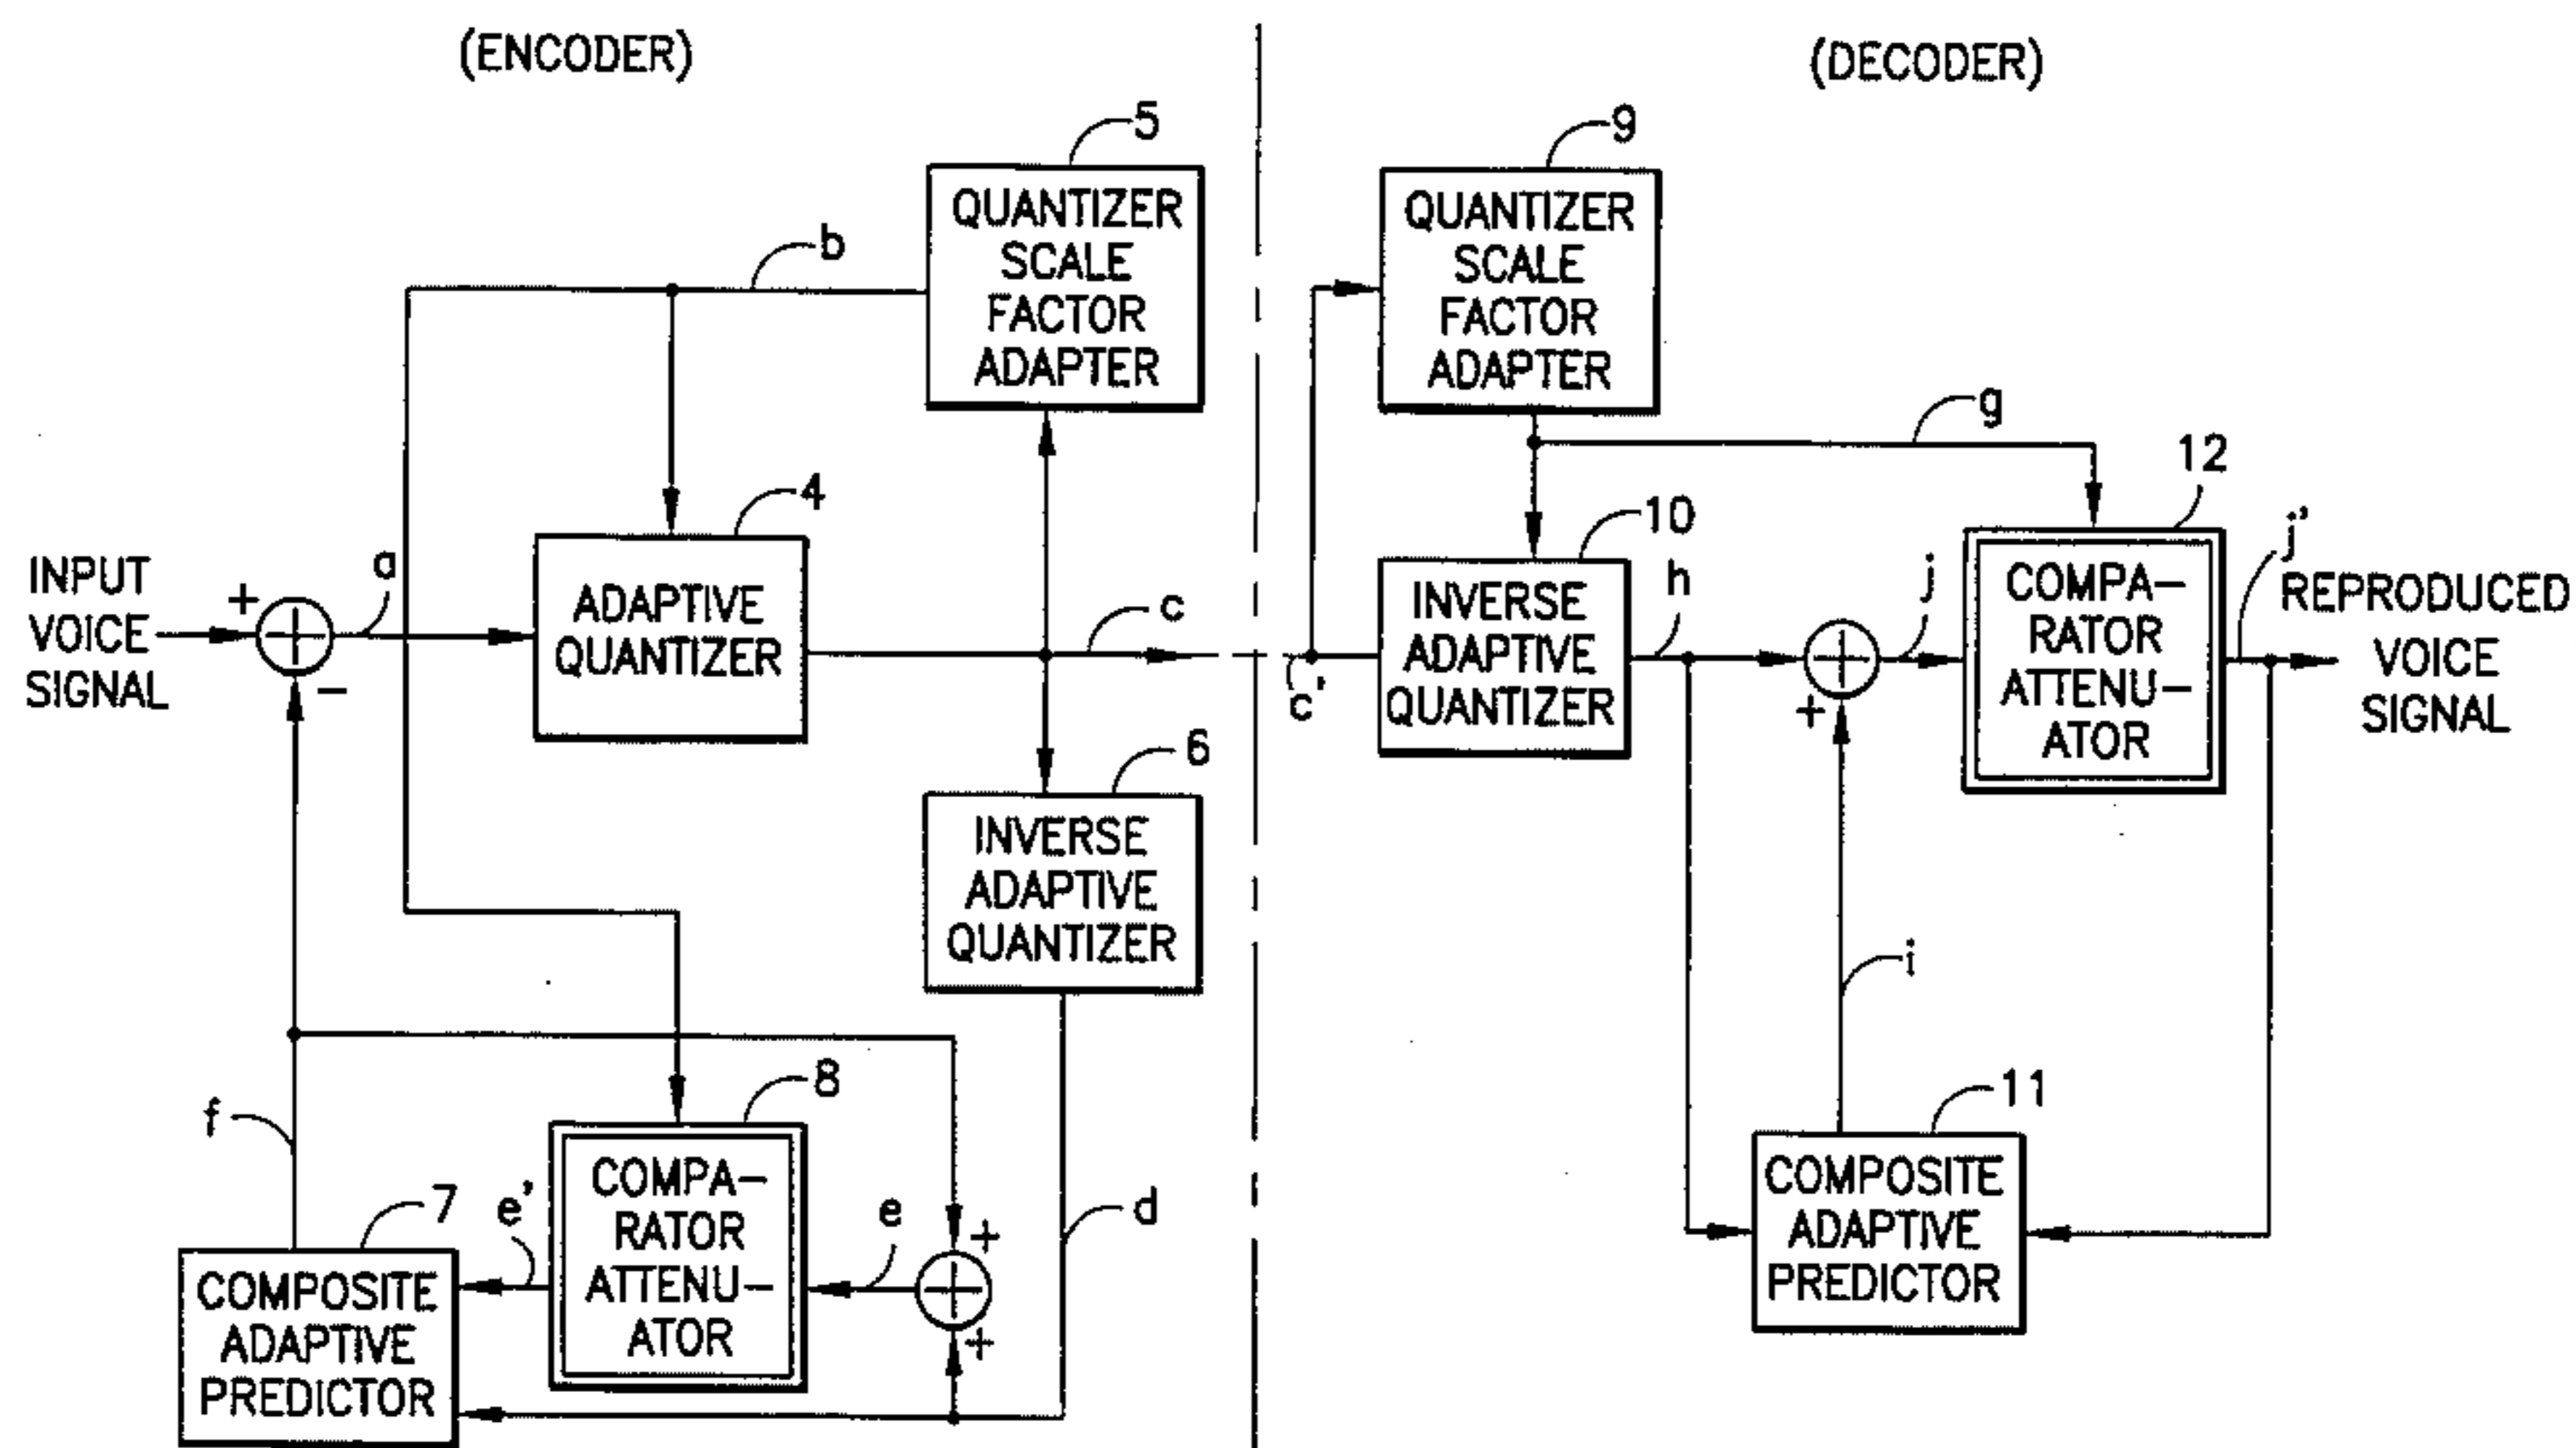 (ENCODER)
5
QUANTIZER
SCALE
FACTOR
ADAPTER
b
4
ADAPTIVE
QUANTIZER
INPUT
VOICE
SIGNAL
+
-
a
c
6
INVERSE
ADAPTIVE
QUANTIZER
d
8
COMPA-
RATOR
ATTENU-
ATOR
e
+
+
e'
f
7
COMPOSITE
ADAPTIVE
PREDICTOR
(DECODER)
9
QUANTIZER
SCALE
FACTOR
ADAPTER
g
c'
10
INVERSE
ADAPTIVE
QUANTIZER
h
+
j
12
COMPA-
RATOR
ATTENU-
ATOR
j'
REPRODUCED
VOICE
SIGNAL
i
11
COMPOSITE
ADAPTIVE
PREDICTOR